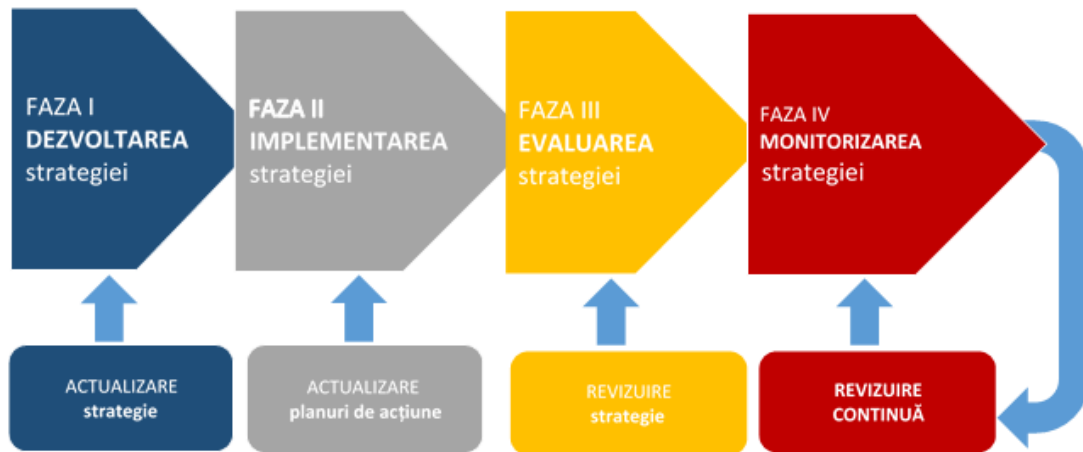 FAZA I
DEZVOLTAREA
strategiei
FAZA II
IMPLEMENTAREA
strategiei
FAZA III
EVALUAREA
strategiei
FAZA IV
MONITORIZAREA
strategiei
ACTUALIZARE
strategie
ACTUALIZARE
planuri de acțiune
REVIZUIRE
strategie
REVIZUIRE
CONTINUĂ